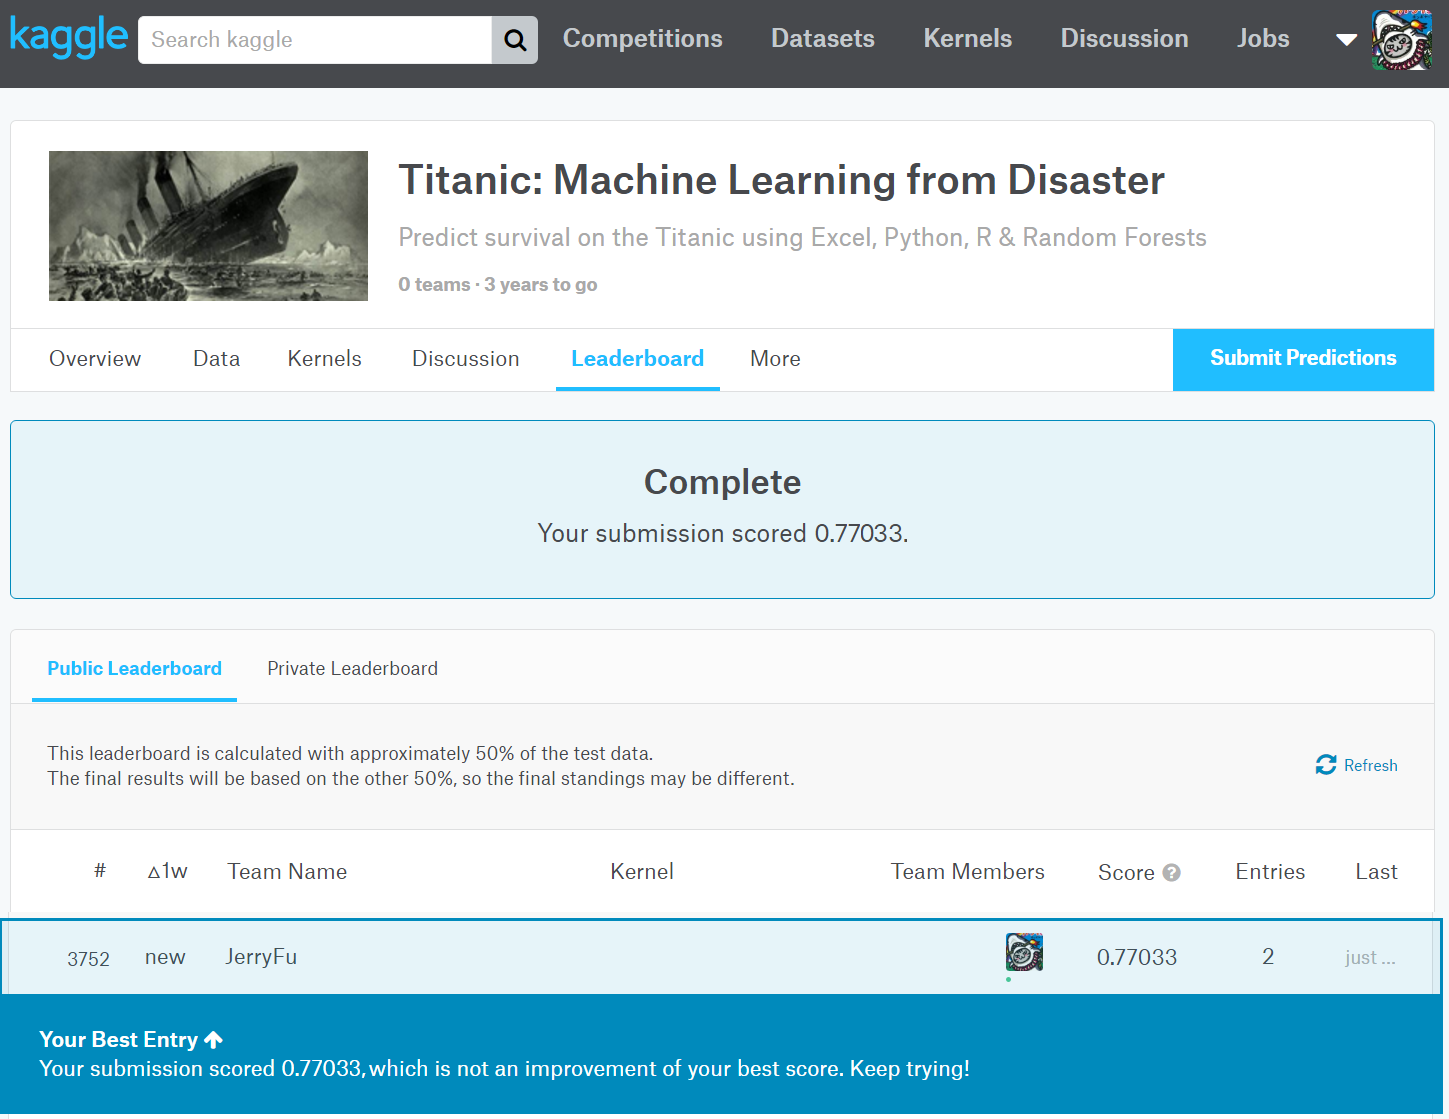 kaggle
Search kaggle
Competitions
Datasets
Kernels
Discussion
Jobs
Titanic: Machine Learning from Disaster
Predict survival on the Titanic using Excel, Python, R & Random Forests
0 teams · 3 years to go
Overview
Data
Kernels
Discussion
Leaderboard
More
Submit Predictions
Complete
Your submission scored 0.77033.
Public Leaderboard
Private Leaderboard
This leaderboard is calculated with approximately 50% of the test data.
The final results will be based on the other 50%, so the final standings may be different.
Refresh
# △1w Team Name Kernel Team Members Score ? Entries Last
3752 new JerryFu 0.77033 2 just ...
Your Best Entry ↑
Your submission scored 0.77033, which is not an improvement of your best score. Keep trying!